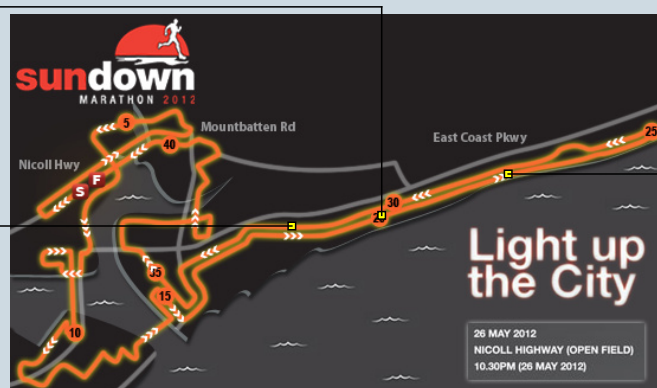 sundown
MARATHON 2012
5
Mountbatten Rd
40
East Coast Pkwy
25
Nicoll Hwy
F
S
30
35
15
10
Light up
the City
26 MAY 2012
NICOLL HIGHWAY (OPEN FIELD)
10.30PM (26 MAY 2012)